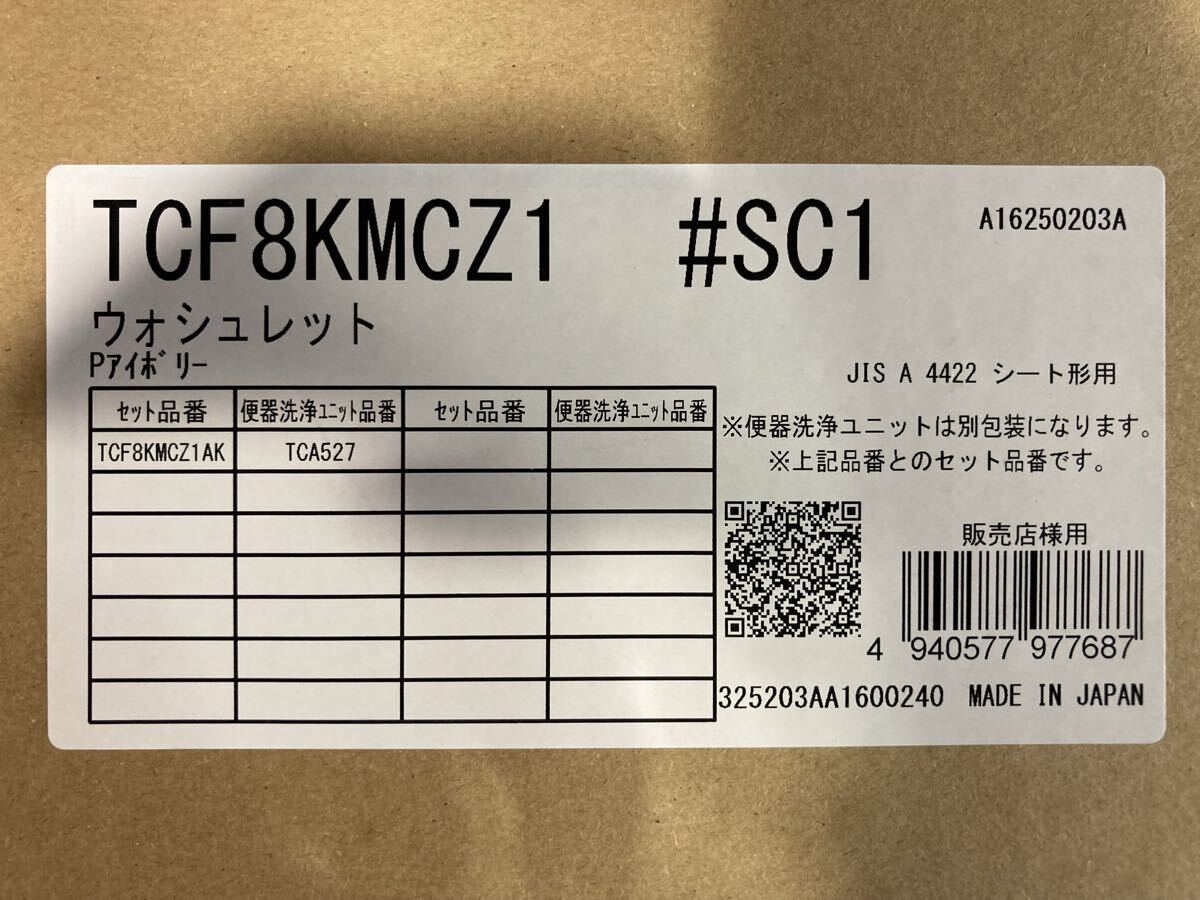 TCF8KMCZ1 #SC1 A16250203A
ウォシュレット
Pｱｲﾎﾞﾘｰ
JIS A 4422 シート形用
ｾｯﾄ品番 便器洗浄ﾕﾆｯﾄ品番 ｾｯﾄ品番 便器洗浄ﾕﾆｯﾄ品番
TCF8KMCZ1AK TCA527
※便器洗浄ユニットは別包装になります。
※上記品番とのセット品番です。
販売店様用
4 940577 977687
325203AA1600240 MADE IN JAPAN